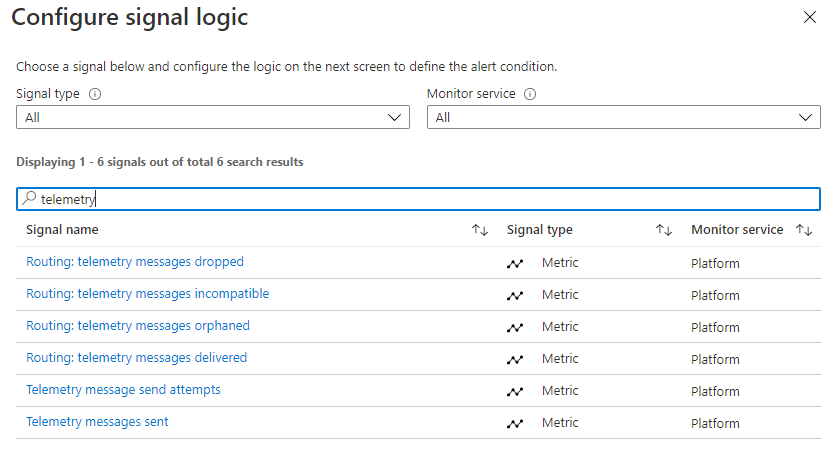 Configure signal logic
Choose a signal below and configure the logic on the next screen to define the alert condition.
Signal type Monitor service
All All
Displaying 1 - 6 signals out of total 6 search results
telemetry
Signal name Signal type Monitor service
Routing: telemetry messages dropped Metric Platform
Routing: telemetry messages incompatible Metric Platform
Routing: telemetry messages orphaned Metric Platform
Routing: telemetry messages delivered Metric Platform
Telemetry message send attempts Metric Platform
Telemetry messages sent Metric Platform